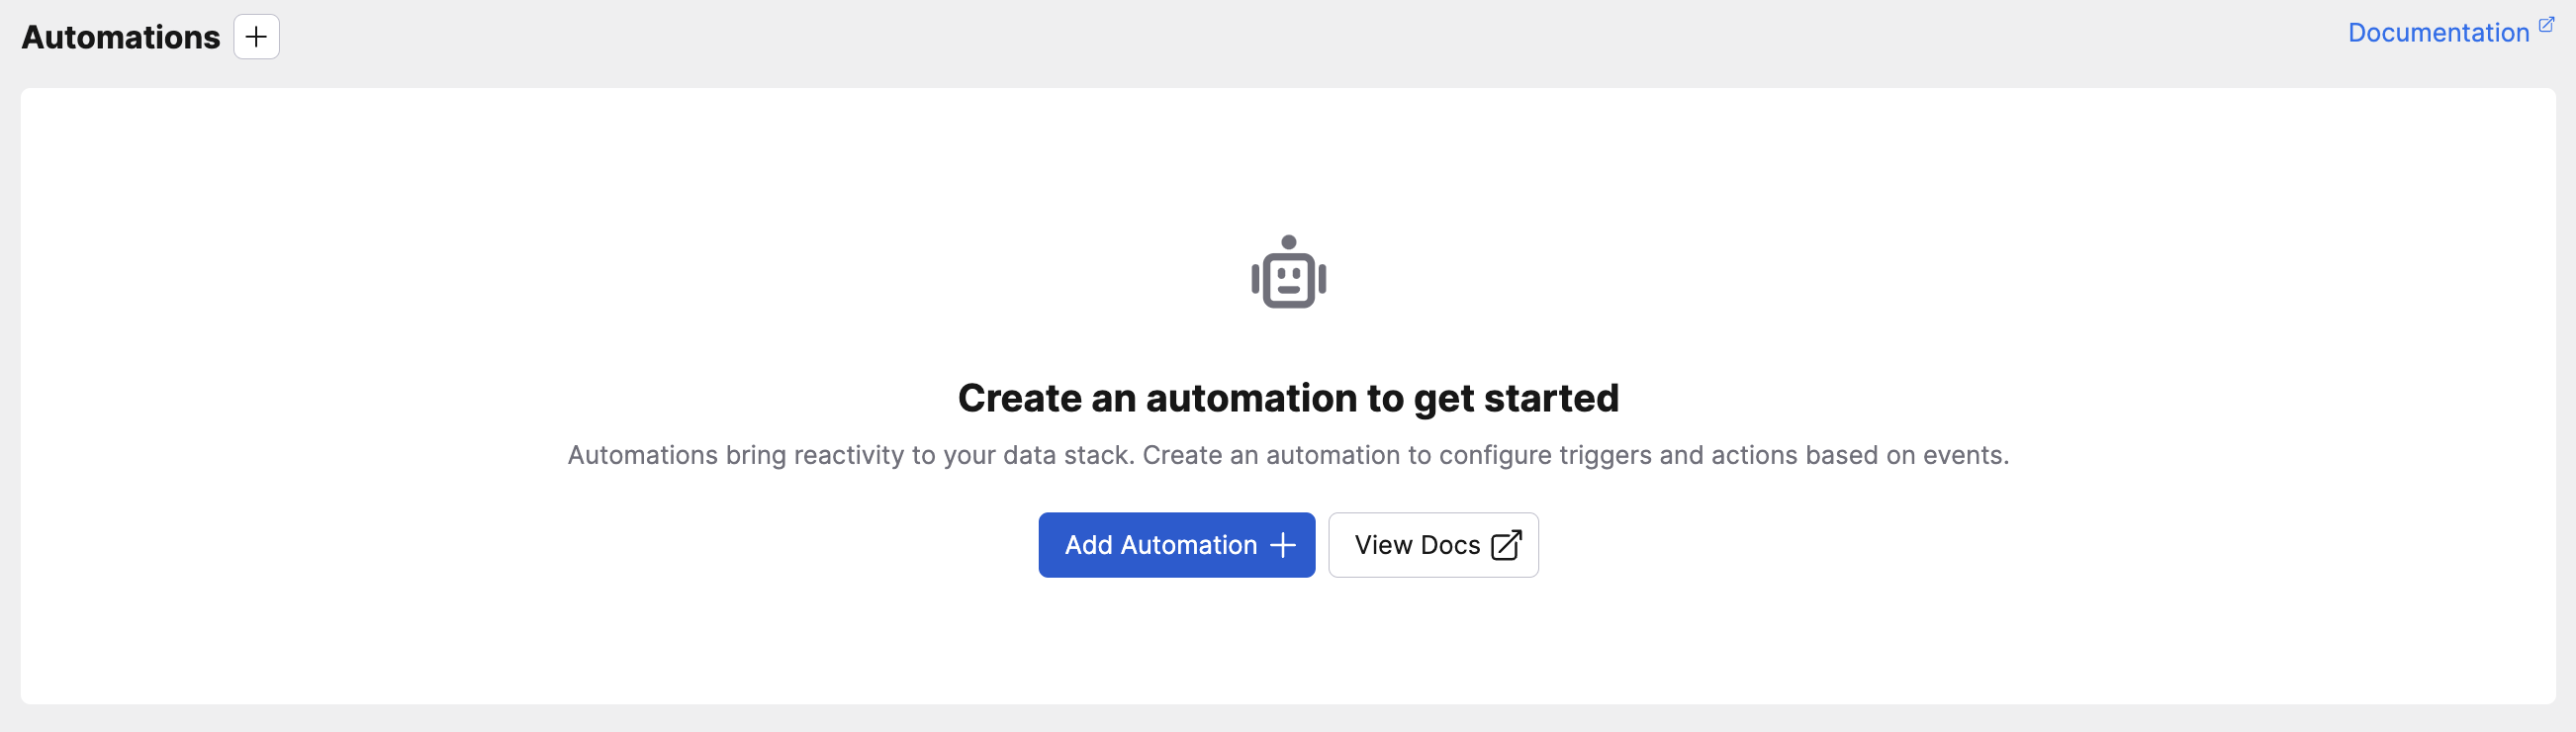 Automations
Documentation
Create an automation to get started
Automations bring reactivity to your data stack. Create an automation to configure triggers and actions based on events.
Add Automation
View Docs